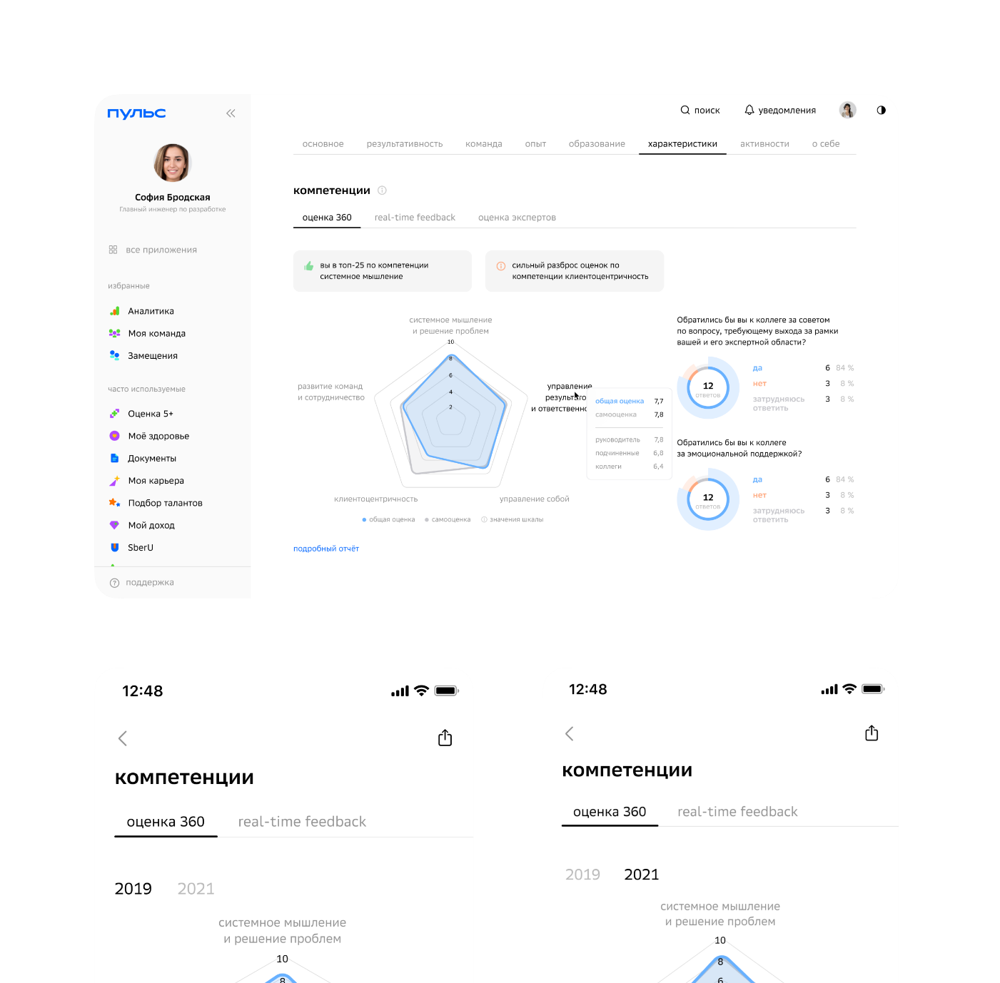 пульс
София Бродская
Главный инженер по разработке
все приложения
избранные
Аналитика
Моя команда
Замещения
часто используемые
Оценка 5+
Моё здоровье
Документы
Моя карьера
Подбор талантов
Мой доход
SberU
поддержка
поиск
уведомления
основное
результативность
команда
опыт
образование
характеристики
активности
о себе
компетенции
оценка 360
real-time feedback
оценка экспертов
вы в топ-25 по компетенции
системное мышление
сильный разброс оценок по
компетенции клиентоцентричность
системное мышление
и решение проблем
10
8
6
4
2
развитие команд
и сотрудничество
управление
и
клиентоцентричность
управление собой
общая оценка
самооценка
значения шкалы
общая оценка 7,7
самооценка 7,8
руководитель 7,8
подчиненные 6,8
коллеги 6,4
подробный отчёт
Обратились бы вы к коллеге за советом
по вопросу, требующему выхода за рамки
вашей и его экспертной области?
12
ответов
да 6 84 %
нет 3 8 %
затрудняюсь 3 8 %
ответить
Обратились бы вы к коллеге
за эмоциональной поддержкой?
12
ответов
да 6 84 %
нет 3 8 %
затрудняюсь 3 8 %
ответить
12:48
компетенции
оценка 360
real-time feedback
2019
2021
системное мышление
и решение проблем
10
8
12:48
компетенции
оценка 360
real-time feedback
2019
2021
системное мышление
и решение проблем
10
8
6